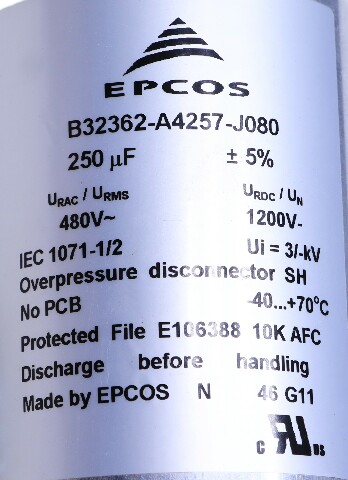 EPCOS
B32362-A4257-J080
250 µF ± 5%
URAC / URMS URDC / UN
480V~ 1200V-
IEC 1071-1/2 Ui = 3/-kV
Overpressure disconnector SH
No PCB -40...+70°C
Protected File E106388 10K AFC
Discharge before handling
Made by EPCOS N 46 G11
c RU us